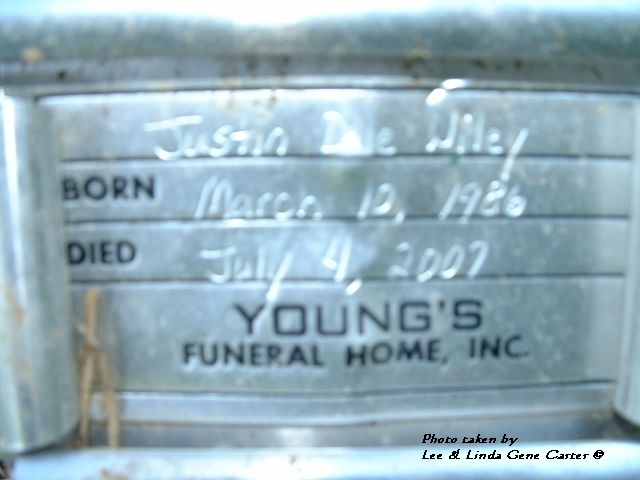 Justin Dale Wiley
BORN March 10, 1986
DIED July 4, 2007
YOUNG'S
FUNERAL HOME, INC.
Photo taken by
Lee & Linda Gene Carter ©